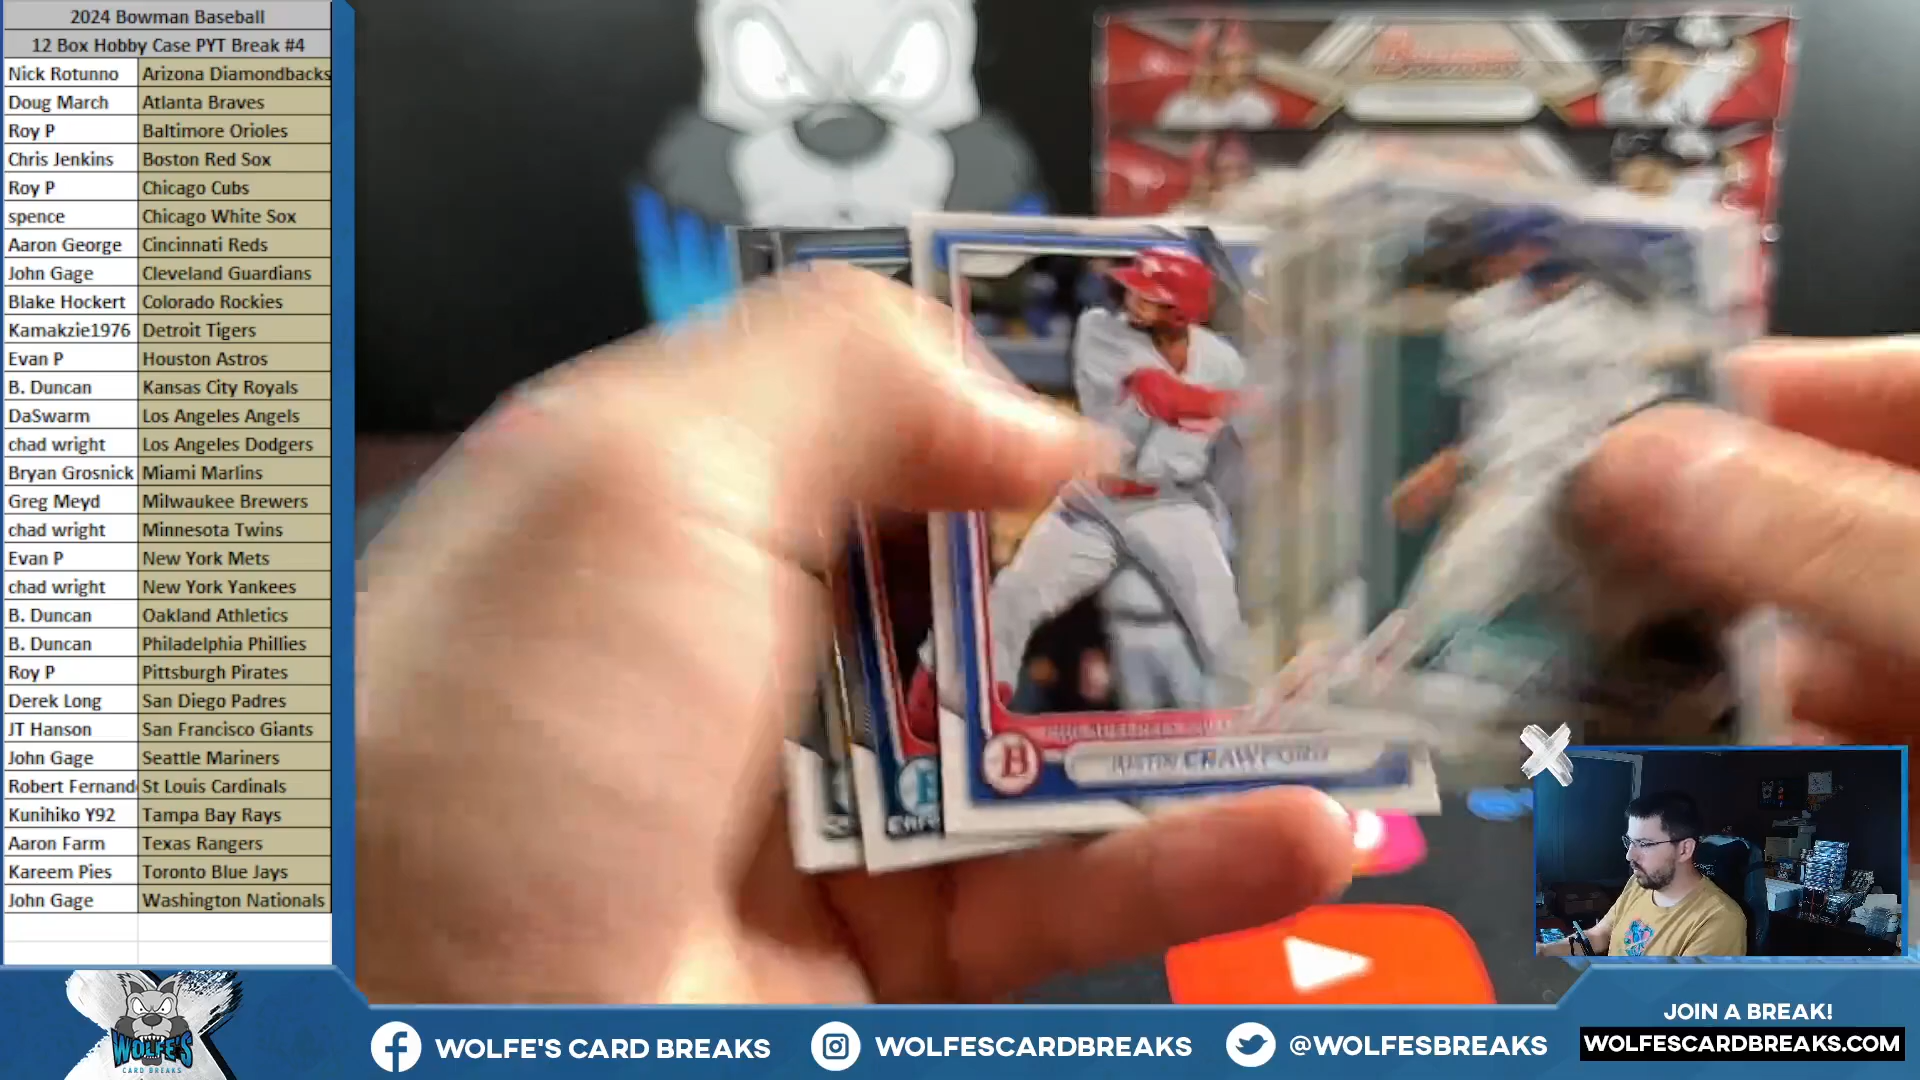 2024 Bowman Baseball
12 Box Hobby Case PYT Break #4
Nick Rotunno Arizona Diamondbacks
Doug March Atlanta Braves
Roy P Baltimore Orioles
Chris Jenkins Boston Red Sox
Roy P Chicago Cubs
spence Chicago White Sox
Aaron George Cincinnati Reds
John Gage Cleveland Guardians
Blake Hockert Colorado Rockies
Kamakzie1976 Detroit Tigers
Evan P Houston Astros
B. Duncan Kansas City Royals
DaSwarm Los Angeles Angels
chad wright Los Angeles Dodgers
Bryan Grosnick Miami Marlins
Greg Meyd Milwaukee Brewers
chad wright Minnesota Twins
Evan P New York Mets
chad wright New York Yankees
B. Duncan Oakland Athletics
B. Duncan Philadelphia Phillies
Roy P Pittsburgh Pirates
Derek Long San Diego Padres
JT Hanson San Francisco Giants
John Gage Seattle Mariners
Robert Fernand St Louis Cardinals
Kunihiko Y92 Tampa Bay Rays
Aaron Farm Texas Rangers
Kareem Pies Toronto Blue Jays
John Gage Washington Nationals
Bowman
B
JUSTIN CRAWFORD
WOLFE'S
CARD BREAKS
WOLFE'S CARD BREAKS
WOLFESCARDBREAKS
@WOLFESBREAKS
JOIN A BREAK!
WOLFESCARDBREAKS.COM